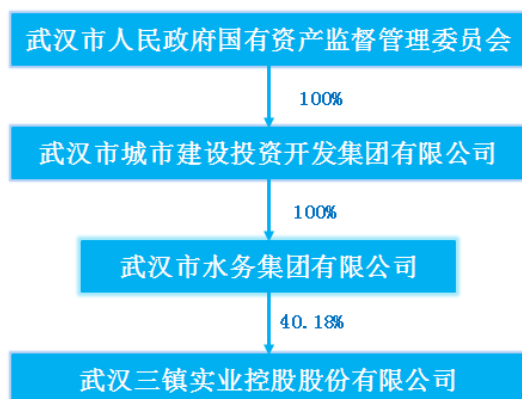 武汉市人民政府国有资产监督管理委员会
100%
武汉市城市建设投资开发集团有限公司
100%
武汉市水务集团有限公司
40.18%
武汉三镇实业控股股份有限公司